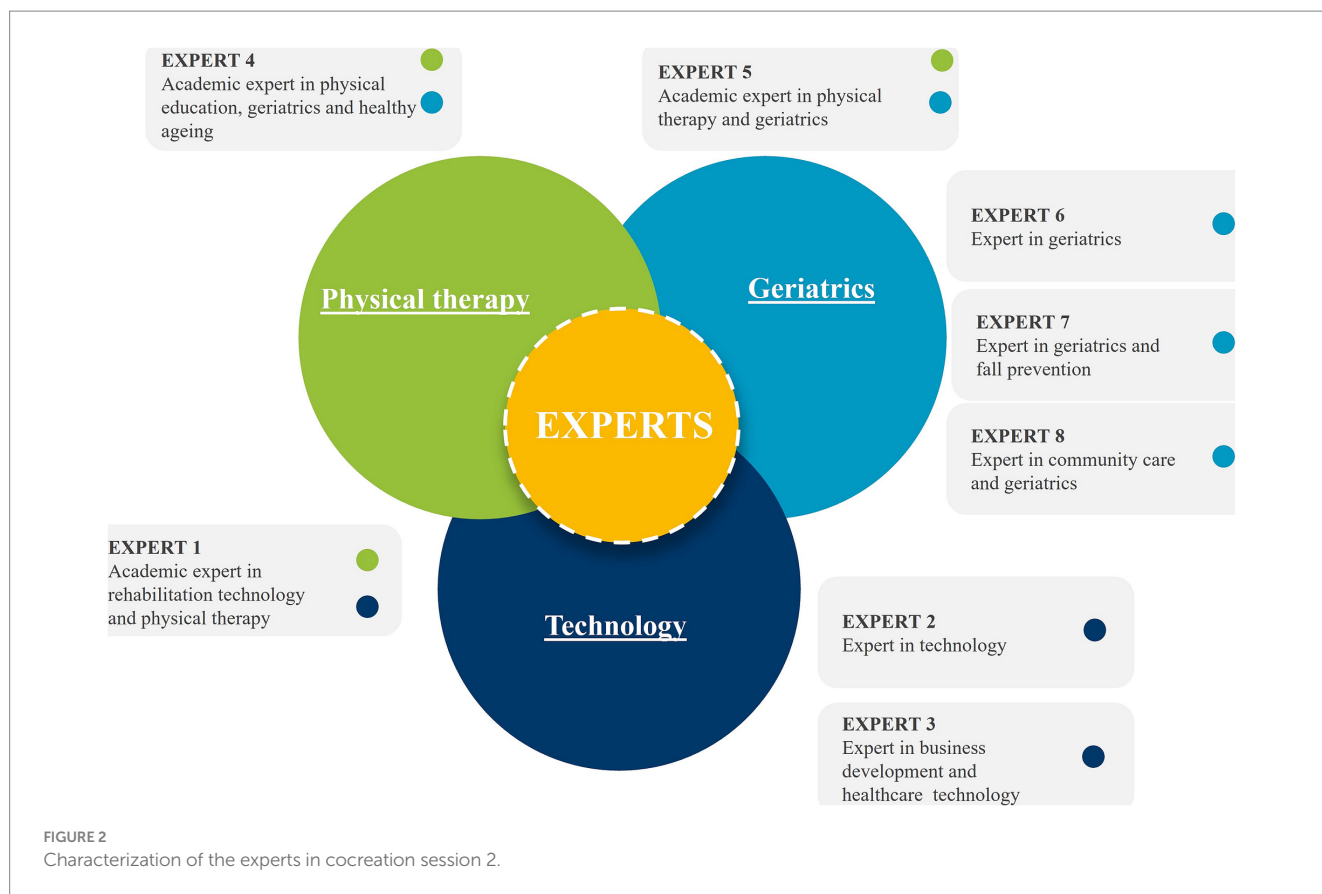 EXPERT 4
Academic expert in physical
education, geriatrics and healthy
ageing
EXPERT 5
Academic expert in physical
therapy and geriatrics
EXPERT 6
Expert in geriatrics
Physical therapy
Geriatrics
EXPERT 7
Expert in geriatrics and
fall prevention
EXPERTS
EXPERT 8
Expert in community care
and geriatrics
EXPERT 1
Academic expert in
rehabilitation technology
and physical therapy
Technology
EXPERT 2
Expert in technology
EXPERT 3
Expert in business
development and
healthcare technology
FIGURE 2
Characterization of the experts in cocreation session 2.